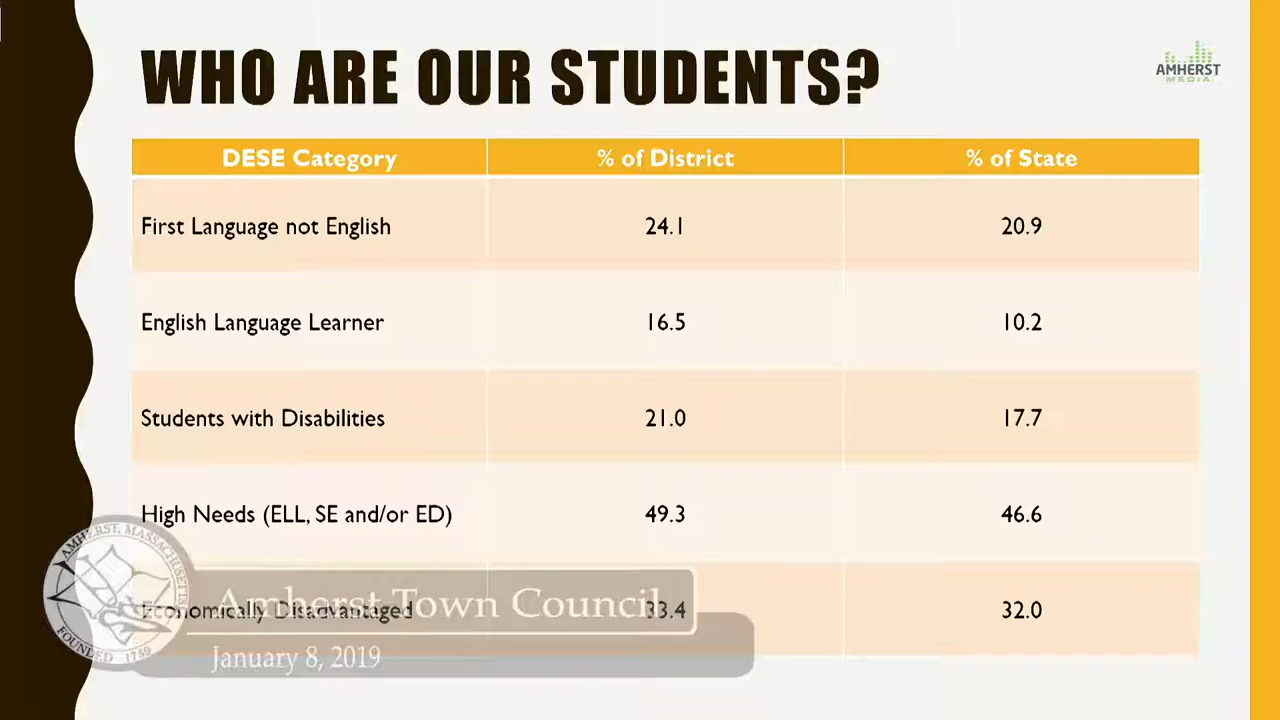 WHO ARE OUR STUDENTS?
AMHERST
MEDIA
DESE Category % of District % of State
First Language not English 24.1 20.9
English Language Learner 16.5 10.2
Students with Disabilities 21.0 17.7
High Needs (ELL, SE and/or ED) 49.3 46.6
Economically Disadvantaged 33.4 32.0
AMHERST, MASSACHUSETTS
FOUNDED 1759
Amherst Town Council
January 8, 2019